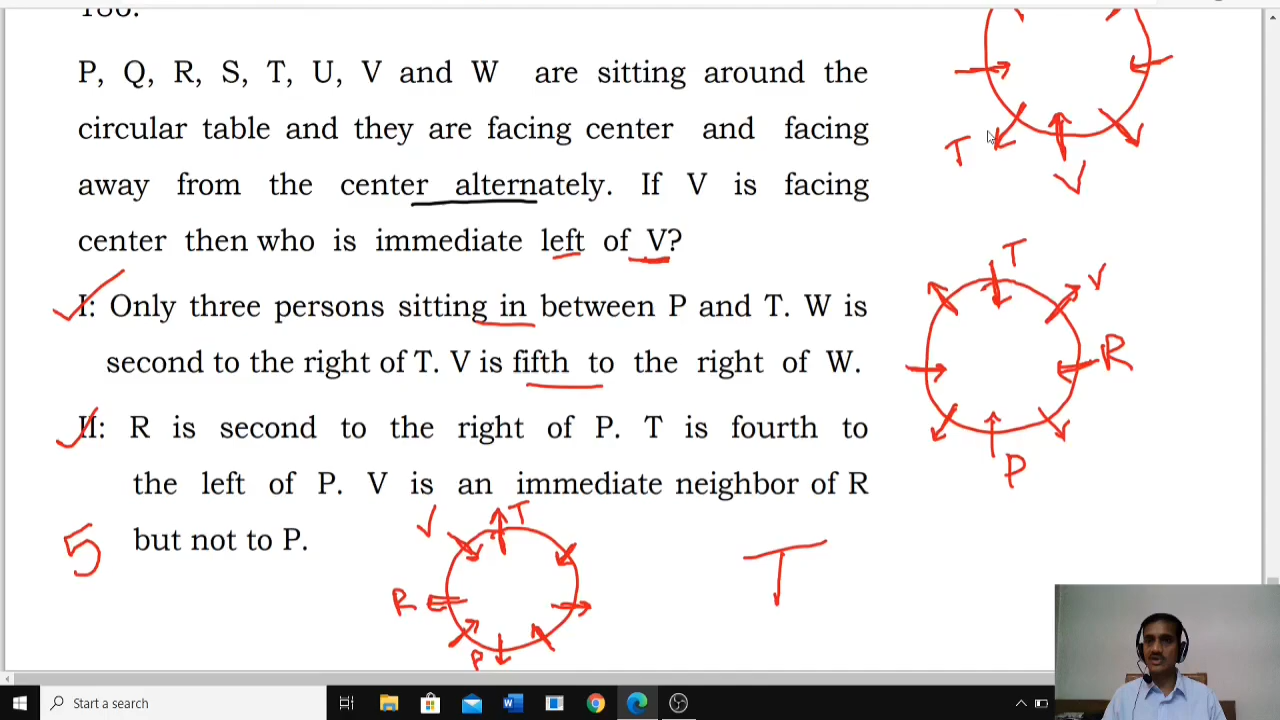 180.
P, Q, R, S, T, U, V and W are sitting around the
circular table and they are facing center and facing
away from the center alternately. If V is facing
center then who is immediate left of V?
T
V
T
V
I: Only three persons sitting in between P and T. W is
second to the right of T. V is fifth to the right of W.
R
II: R is second to the right of P. T is fourth to
P
the left of P. V is an immediate neighbor of R
V T
5 but not to P.
T
R
P
Start a search